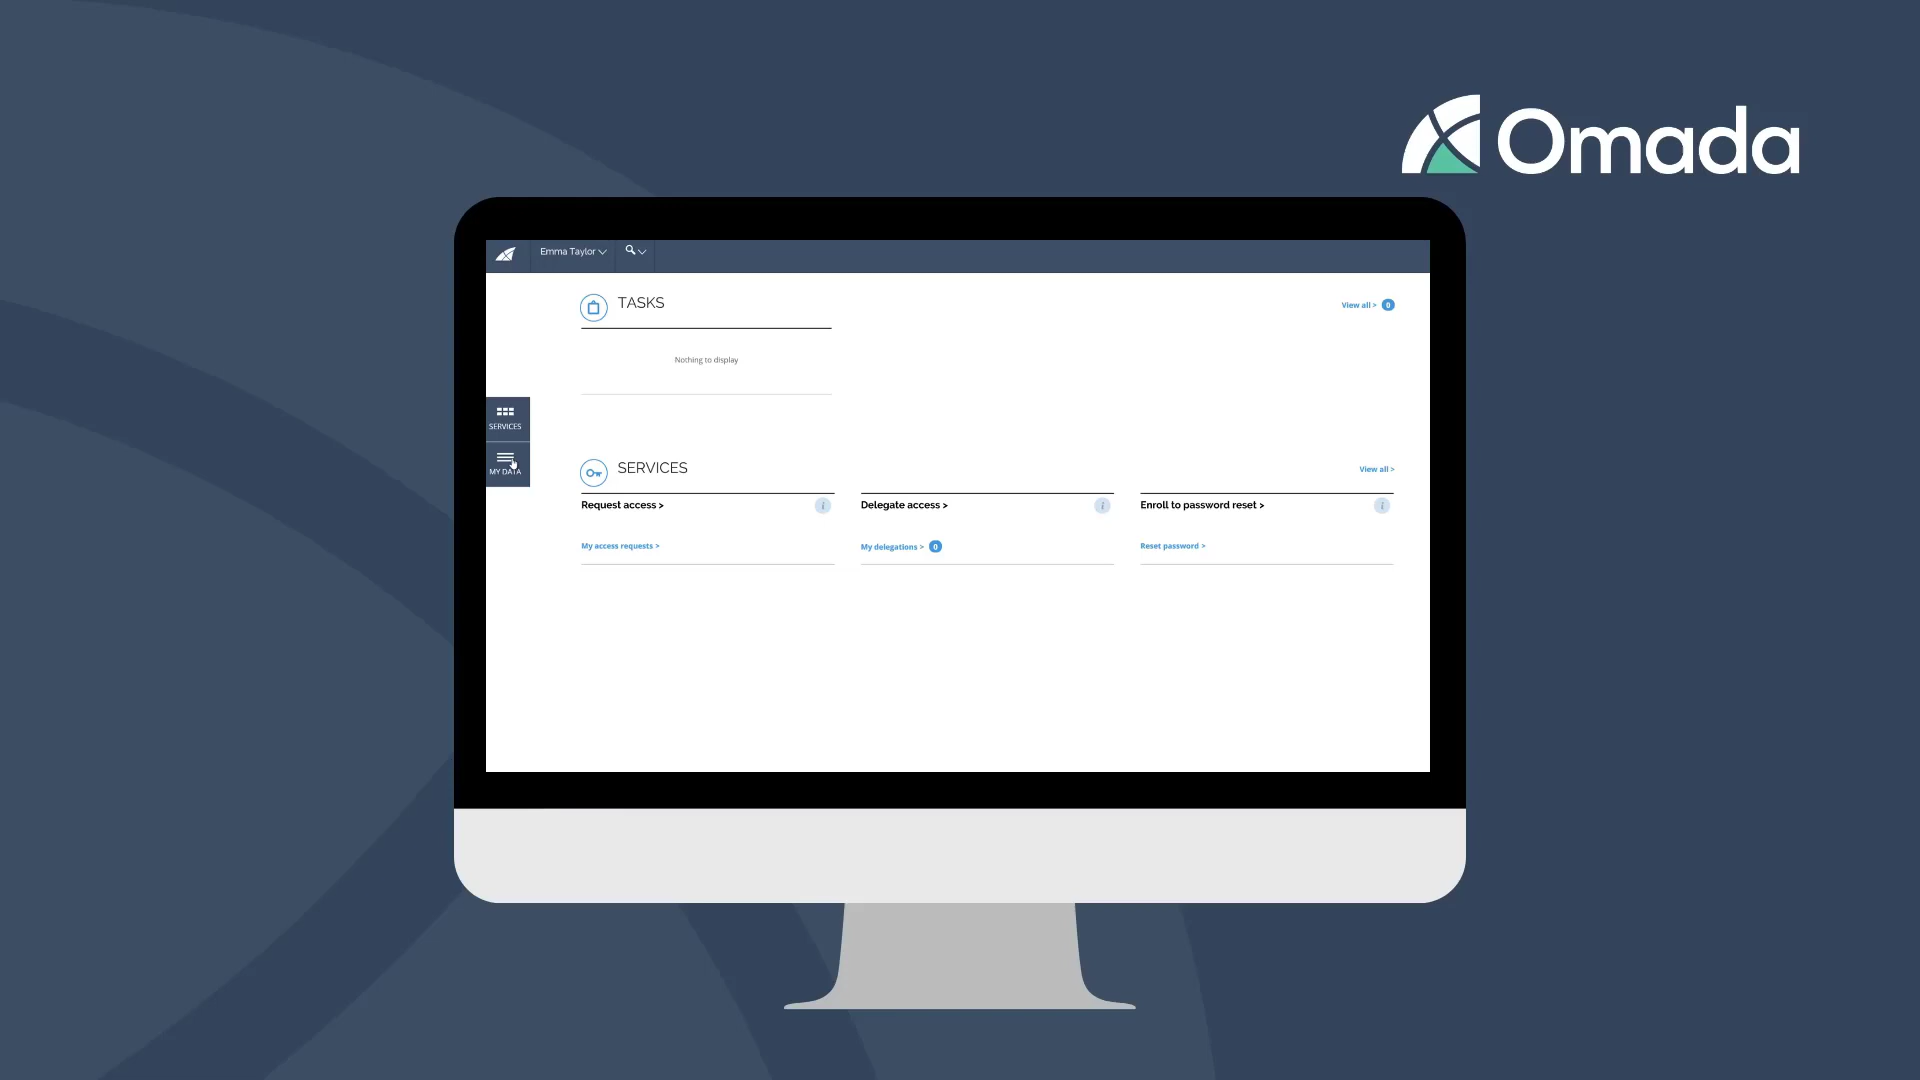 Omada
Emma Taylor
TASKS
View all > 0
Nothing to display
SERVICES
MY DATA
SERVICES
View all >
Request access > i
Delegate access > i
Enroll to password reset > i
My access requests >
My delegations > 0
Reset password >